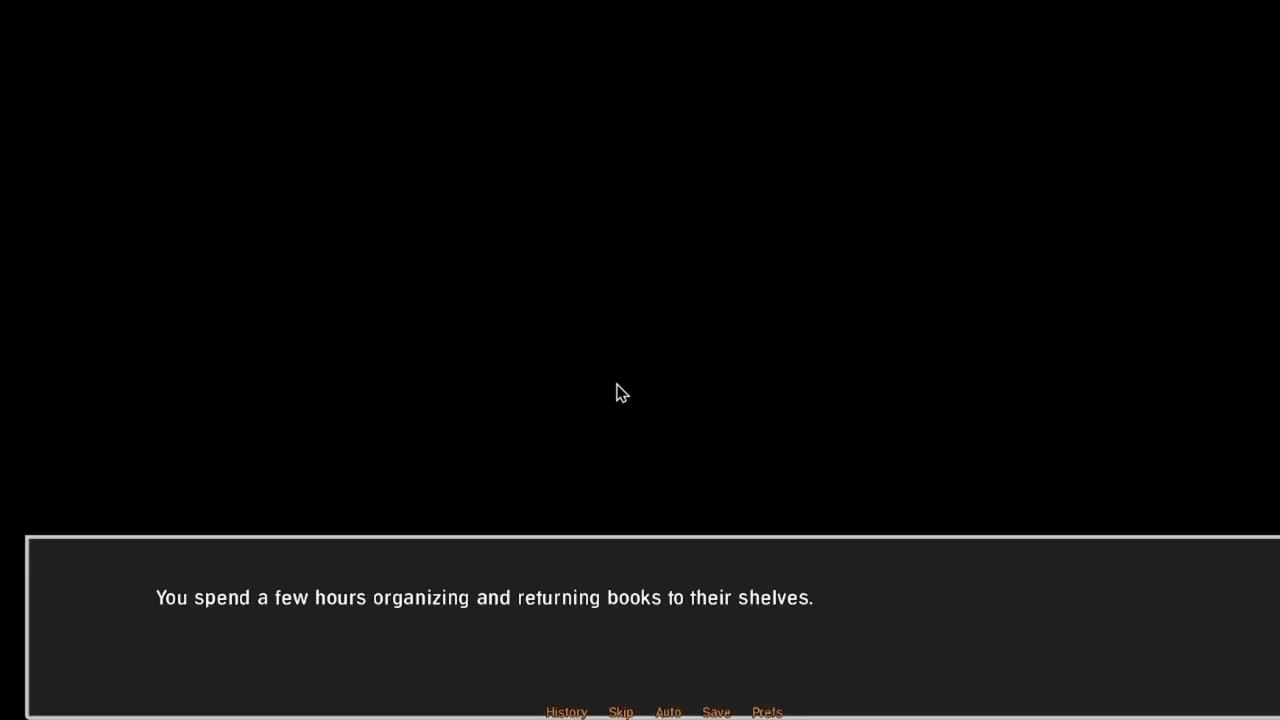 You spend a few hours organizing and returning books to their shelves.
History Skip Auto Save Prefs